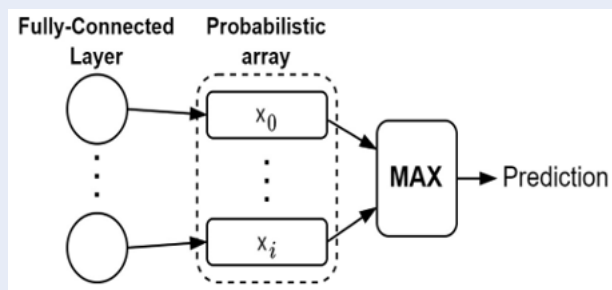 Fully-Connected
Layer
Probabilistic
array
x0
xi
MAX
Prediction